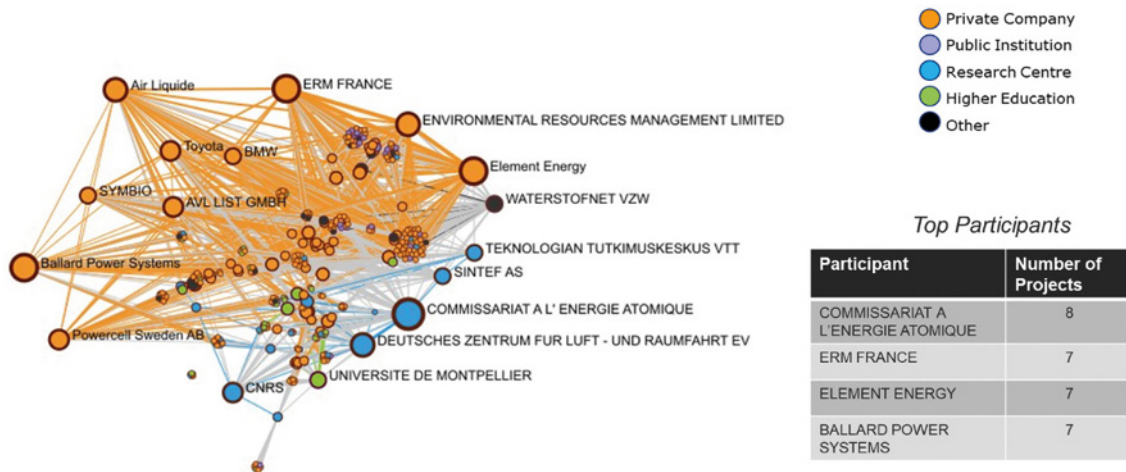 Private Company
Public Institution
Research Centre
Higher Education
Other
Air Liquide
ERM FRANCE
ENVIRONMENTAL RESOURCES MANAGEMENT LIMITED
Toyota
BMW
Element Energy
SYMBIO
AVL LIST GMBH
WATERSTOFNET VZW
TEKNOLOGIAN TUTKIMUSKESKUS VTT
Ballard Power Systems
SINTEF AS
COMMISSARIAT A L' ENERGIE ATOMIQUE
Powercell Sweden AB
DEUTSCHES ZENTRUM FUR LUFT - UND RAUMFAHRT EV
UNIVERSITE DE MONTPELLIER
CNRS
Top Participants
Participant
Number of
Projects
COMMISSARIAT A
L'ENERGIE ATOMIQUE
8
ERM FRANCE
7
ELEMENT ENERGY
7
BALLARD POWER
SYSTEMS
7